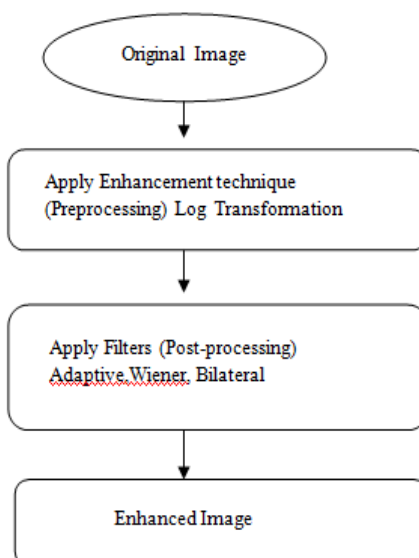 Original Image
Apply Enhancement technique
(Preprocessing) Log Transformation
Apply Filters (Post-processing)
Adaptive,Wiener, Bilateral
Enhanced Image